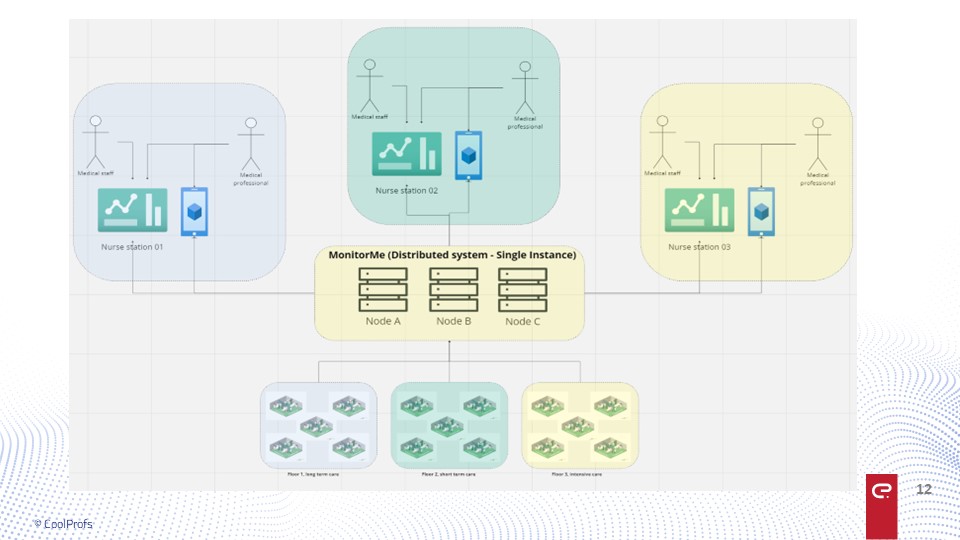 Medical staff
Medical
professional
Nurse station 02
Medical staff
Medical
professional
Nurse station 01
Medical staff
Medical
professional
Nurse station 03
MonitorMe (Distributed system - Single Instance)
Node A
Node B
Node C
Floor 1, long term care
Floor 2, short term care
Floor 3, intensive care
12
© CoolProfs